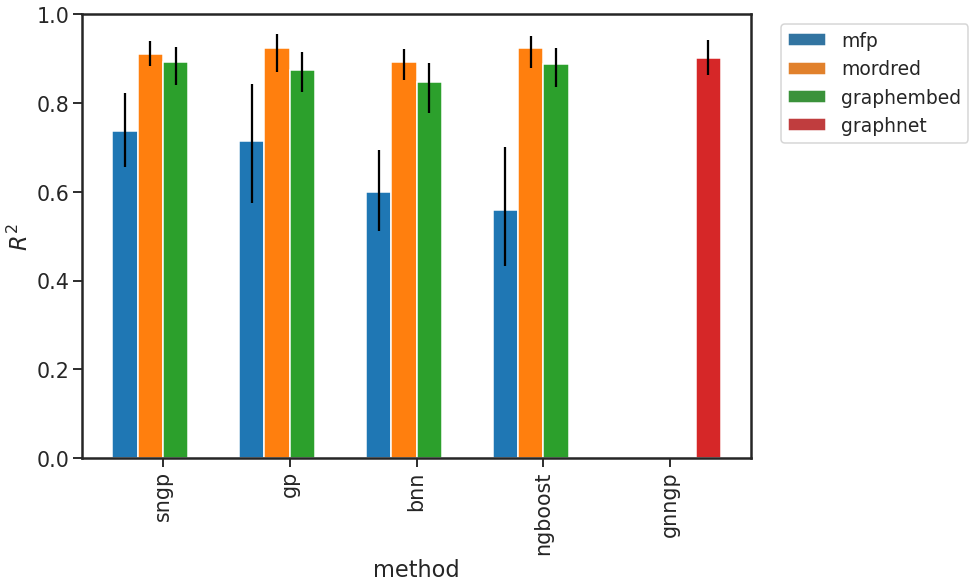 1.0
0.8
0.6
0.4
0.2
0.0
R²
sngp
gp
bnn
ngboost
gnngp
method
mfp
mordred
graphembed
graphnet